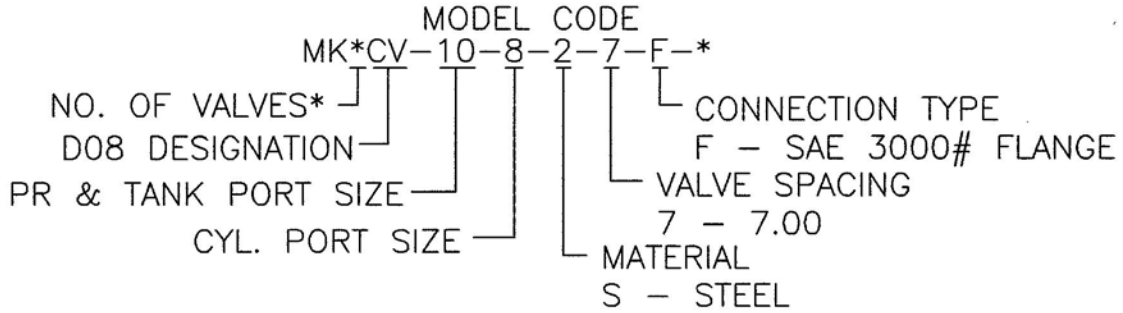 MODEL CODE
MK*CV-10-8-2-7-F-*
NO. OF VALVES*
D08 DESIGNATION
PR & TANK PORT SIZE
CYL. PORT SIZE
CONNECTION TYPE
F - SAE 3000# FLANGE
VALVE SPACING
7 - 7.00
MATERIAL
S - STEEL